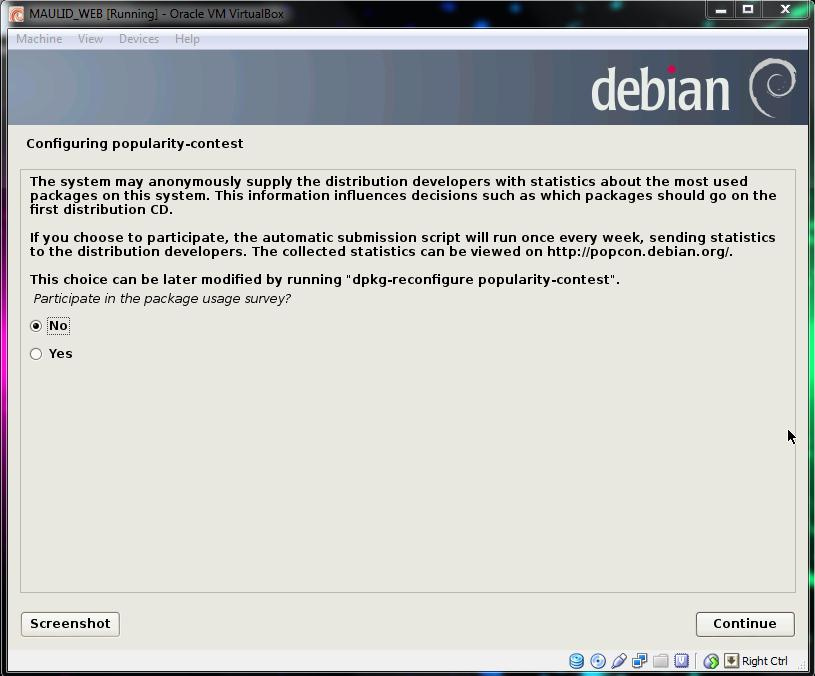 MAULID_WEB [Running] - Oracle VM VirtualBox
Machine View Devices Help
debian
Configuring popularity-contest
The system may anonymously supply the distribution developers with statistics about the most used
packages on this system. This information influences decisions such as which packages should go on the
first distribution CD.
If you choose to participate, the automatic submission script will run once every week, sending statistics
to the distribution developers. The collected statistics can be viewed on http://popcon.debian.org/.
This choice can be later modified by running "dpkg-reconfigure popularity-contest".
Participate in the package usage survey?
No
Yes
Screenshot Continue
Right Ctrl